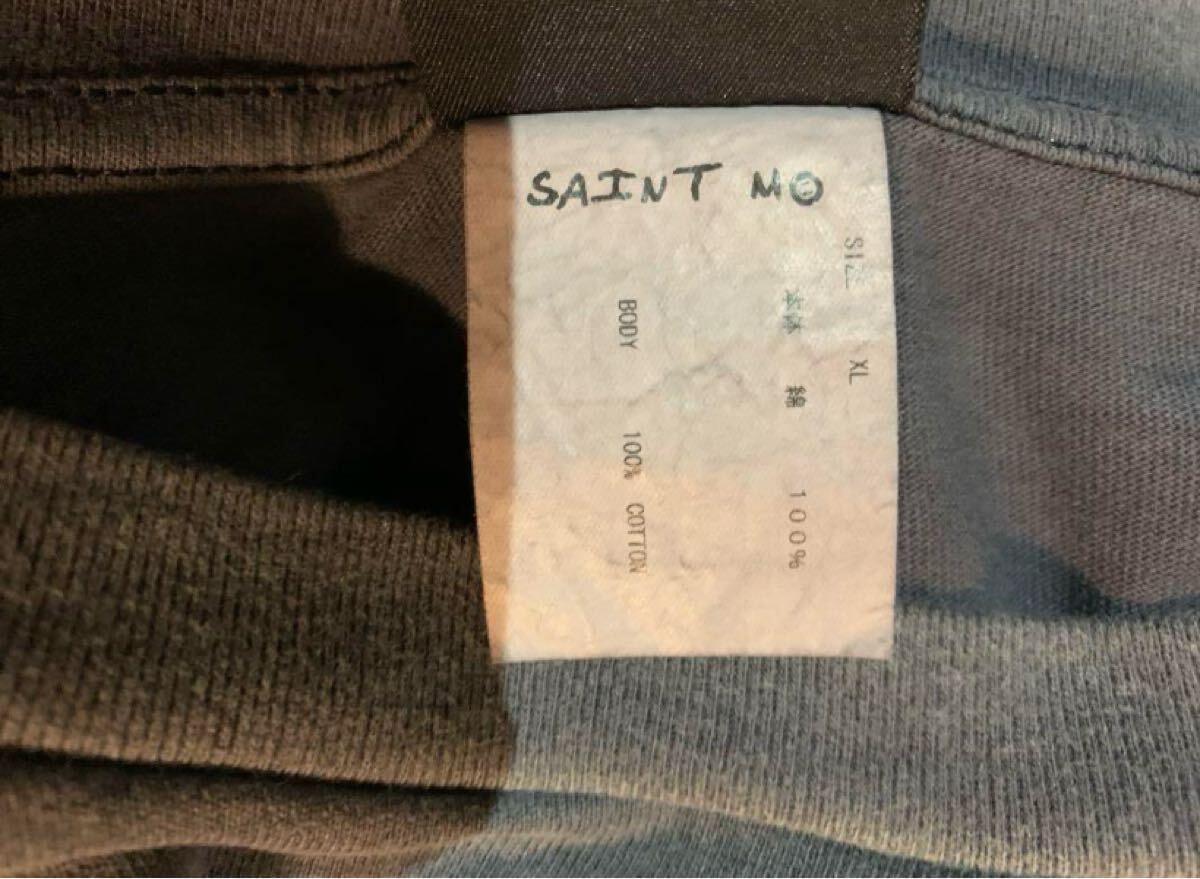 SAINT MO
SIZE XL
本体 綿 100%
BODY 100% COTTON